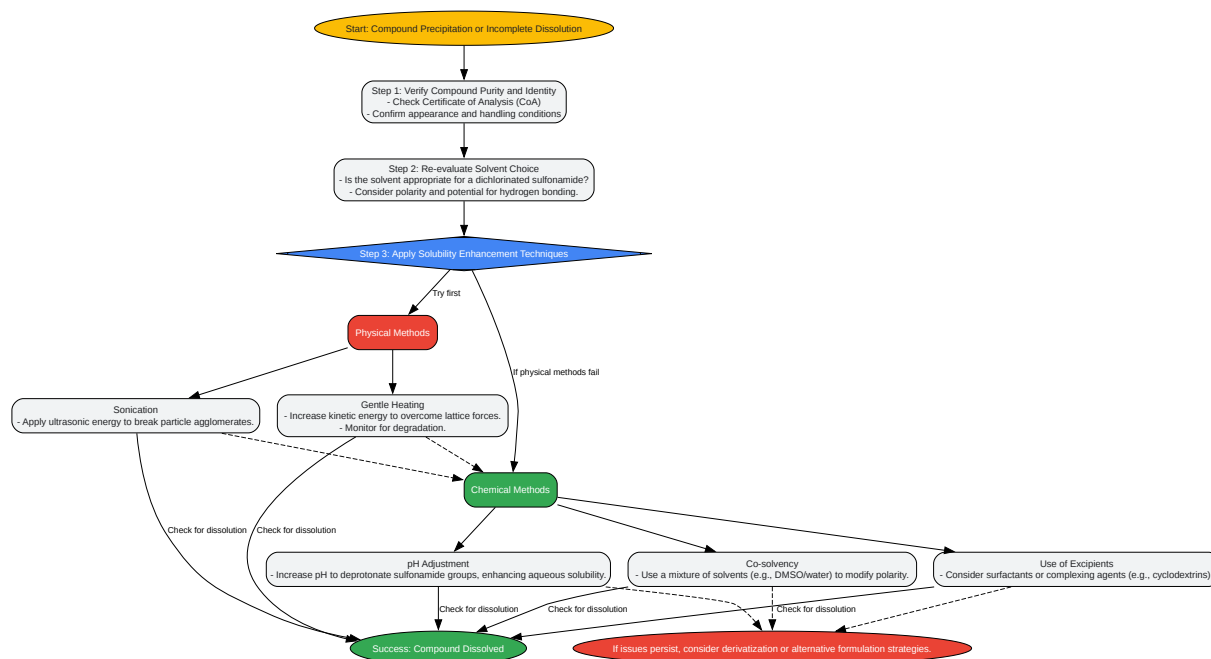 Start: Compound Precipitation or Incomplete Dissolution
Step 1: Verify Compound Purity and Identity
- Check Certificate of Analysis (CoA)
- Confirm appearance and handling conditions
Step 2: Re-evaluate Solvent Choice
- Is the solvent appropriate for a dichlorinated sulfonamide?
- Consider polarity and potential for hydrogen bonding.
Step 3: Apply Solubility Enhancement Techniques
Try first
Physical Methods
If physical methods fail
Sonication
- Apply ultrasonic energy to break particle agglomerates.
Gentle Heating
- Increase kinetic energy to overcome lattice forces.
- Monitor for degradation.
Chemical Methods
Check for dissolution
Check for dissolution
pH Adjustment
- Increase pH to deprotonate sulfonamide groups, enhancing aqueous solubility.
Co-solvency
- Use a mixture of solvents (e.g., DMSO/water) to modify polarity.
Use of Excipients
- Consider surfactants or complexing agents (e.g., cyclodextrins)
Check for dissolution
Check for dissolution
Check for dissolution
Success: Compound Dissolved
If issues persist, consider derivatization or alternative formulation strategies.